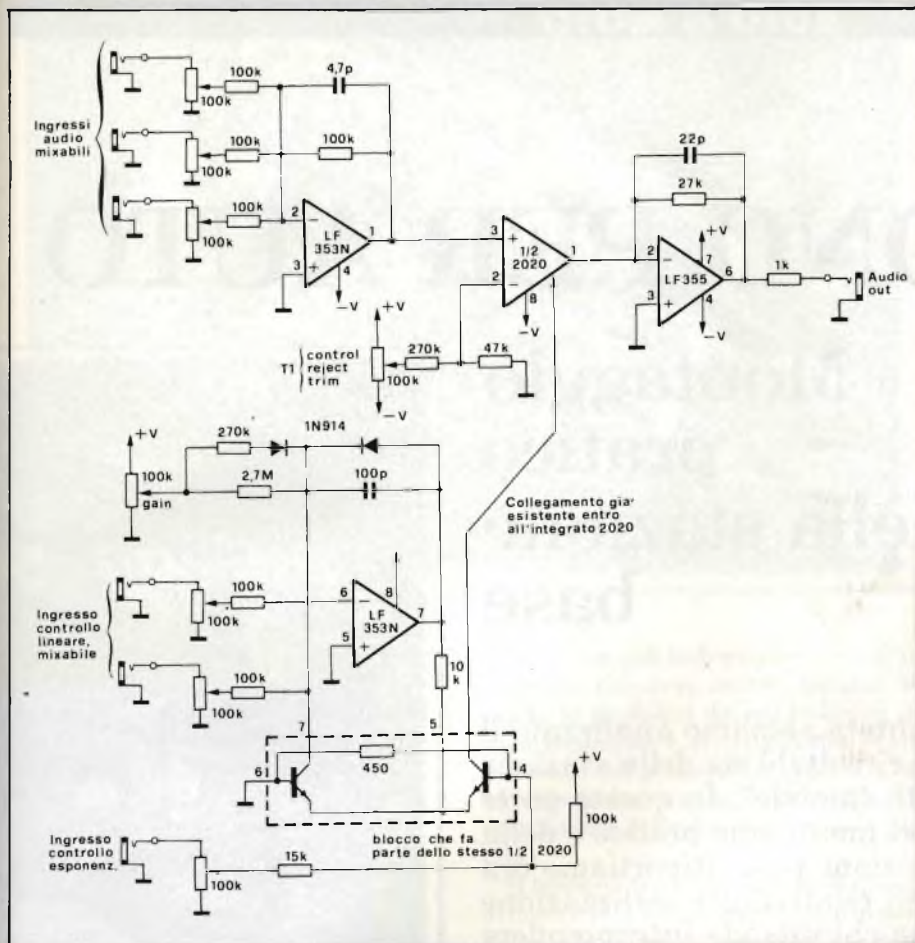 4,7p
100k
100k
100k
100k
100k
100k
100k
Ingressi
audio
mixabili
2
3
LF
353N
4
1
-V
3
2
1/2
2020
1
8
-V
22p
27k
+V
2
3
7
LF355
6
4
-V
1k
Audio
out
+V
T1
control
reject
trim
100k
270k
47k
-V
+V
100k
gain
270k
1N914
2,7M
100p
Collegamento gia'
esistente entro
all'integrato 2020
Ingresso
controllo
lineare,
mixabile
100k
100k
100k
100k
6
5
LF
353N
8
7
10
k
7
5
6
450
4
+V
100k
blocco che fa
parte dello stesso 1/2 2020
Ingresso
controllo
esponenz.
100k
15k
base